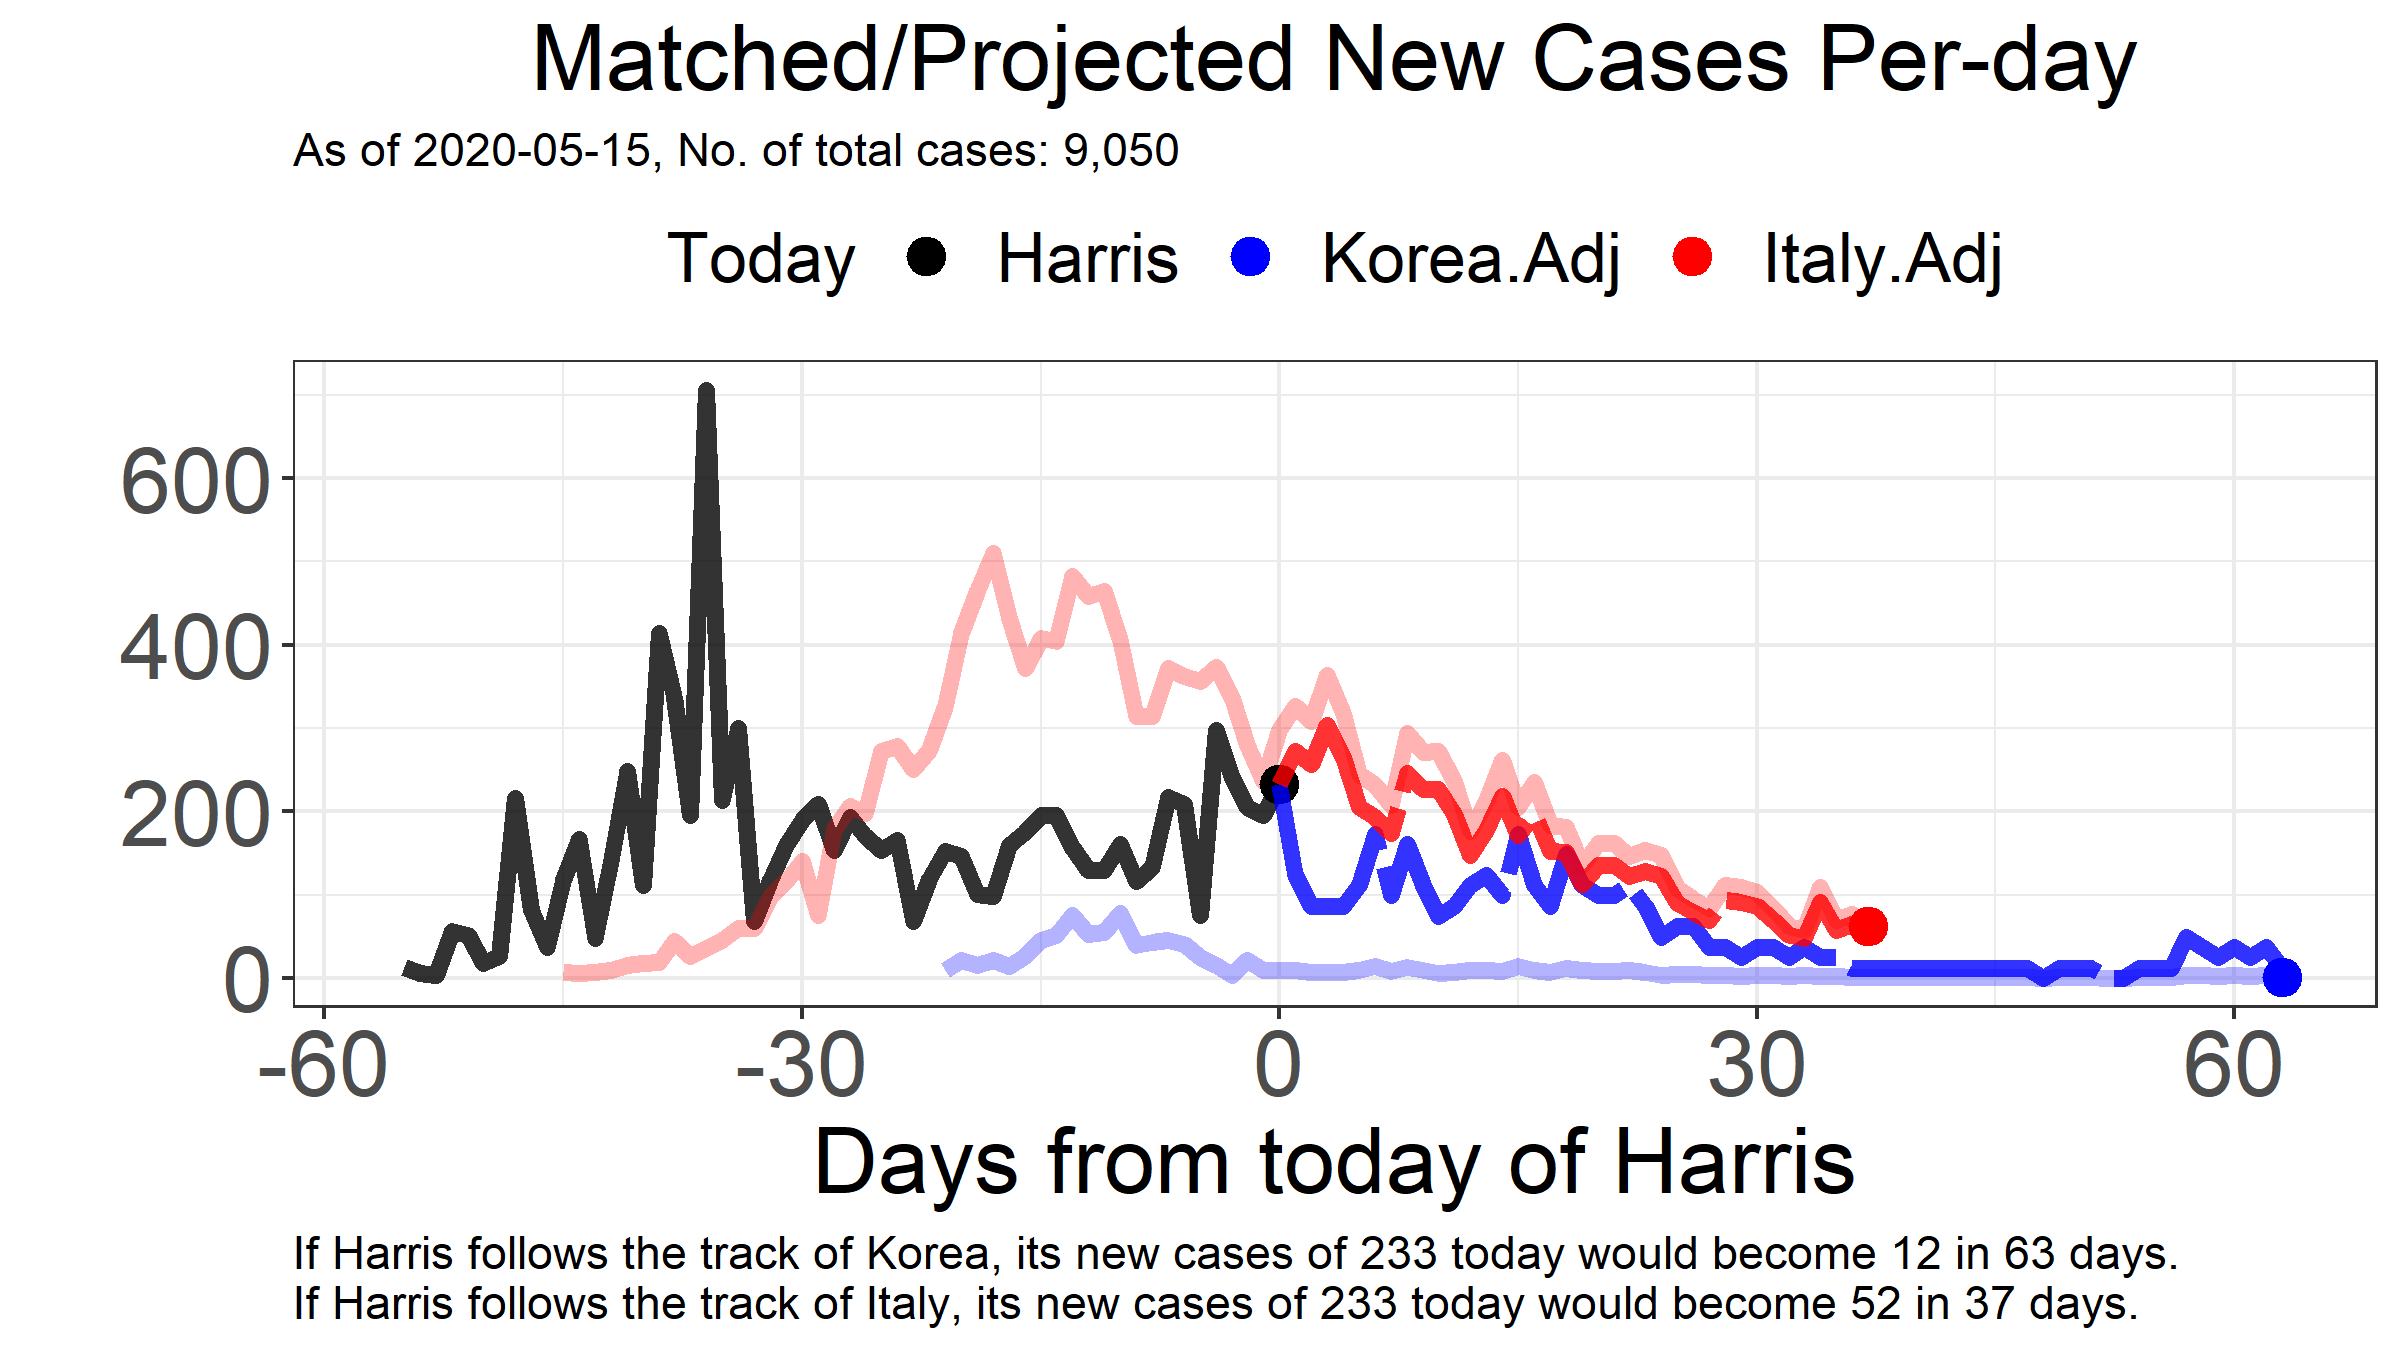 Matched/Projected New Cases Per-day
As of 2020-05-15, No. of total cases: 9,050
Today Harris Korea.Adj Italy.Adj
600
400
200
0
-60 -30 0 30 60
Days from today of Harris
If Harris follows the track of Korea, its new cases of 233 today would become 12 in 63 days.
If Harris follows the track of Italy, its new cases of 233 today would become 52 in 37 days.